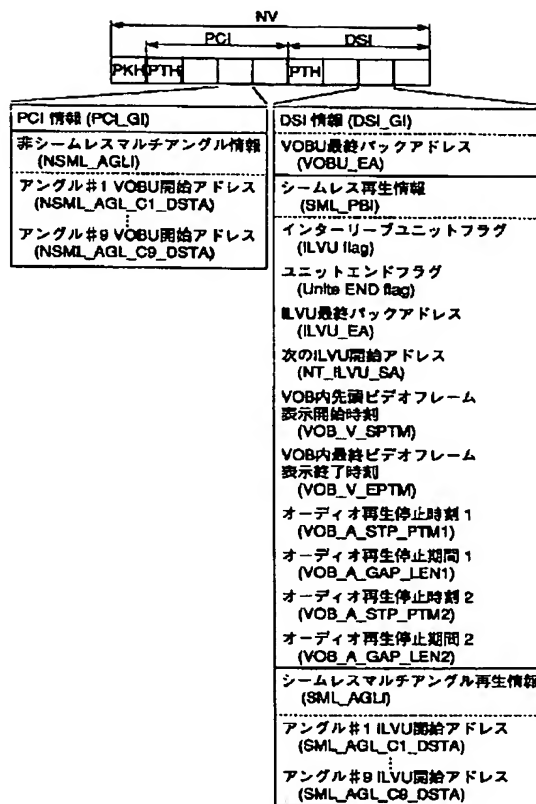 NV
PCI
DSI
PKH PTH PTH
PCI 情報 (PCI_GI)
非シームレスマルチアングル情報
(NSML_AGLI)
アングル#1 VOBU開始アドレス
(NSML_AGL_C1_DSTA)
アングル#9 VOBU開始アドレス
(NSML_AGL_C9_DSTA)
DSI 情報 (DSI_GI)
VOBU最終パックアドレス
(VOBU_EA)
シームレス再生情報
(SML_PBI)
インターリーブユニットフラグ
(ILVU flag)
ユニットエンドフラグ
(Unite END flag)
ILVU最終パックアドレス
(ILVU_EA)
次のILVU開始アドレス
(NT_ILVU_SA)
VOB内先頭ビデオフレーム
表示開始時刻
(VOB_V_SPTM)
VOB内最終ビデオフレーム
表示終了時刻
(VOB_V_EPTM)
オーディオ再生停止時刻 1
(VOB_A_STP_PTM1)
オーディオ再生停止期間 1
(VOB_A_GAP_LEN1)
オーディオ再生停止時刻 2
(VOB_A_STP_PTM2)
オーディオ再生停止期間 2
(VOB_A_GAP_LEN2)
シームレスマルチアングル再生情報
(SML_AGLI)
アングル#1 ILVU開始アドレス
(SML_AGL_C1_DSTA)
アングル#9 ILVU開始アドレス
(SML_AGL_C9_DSTA)